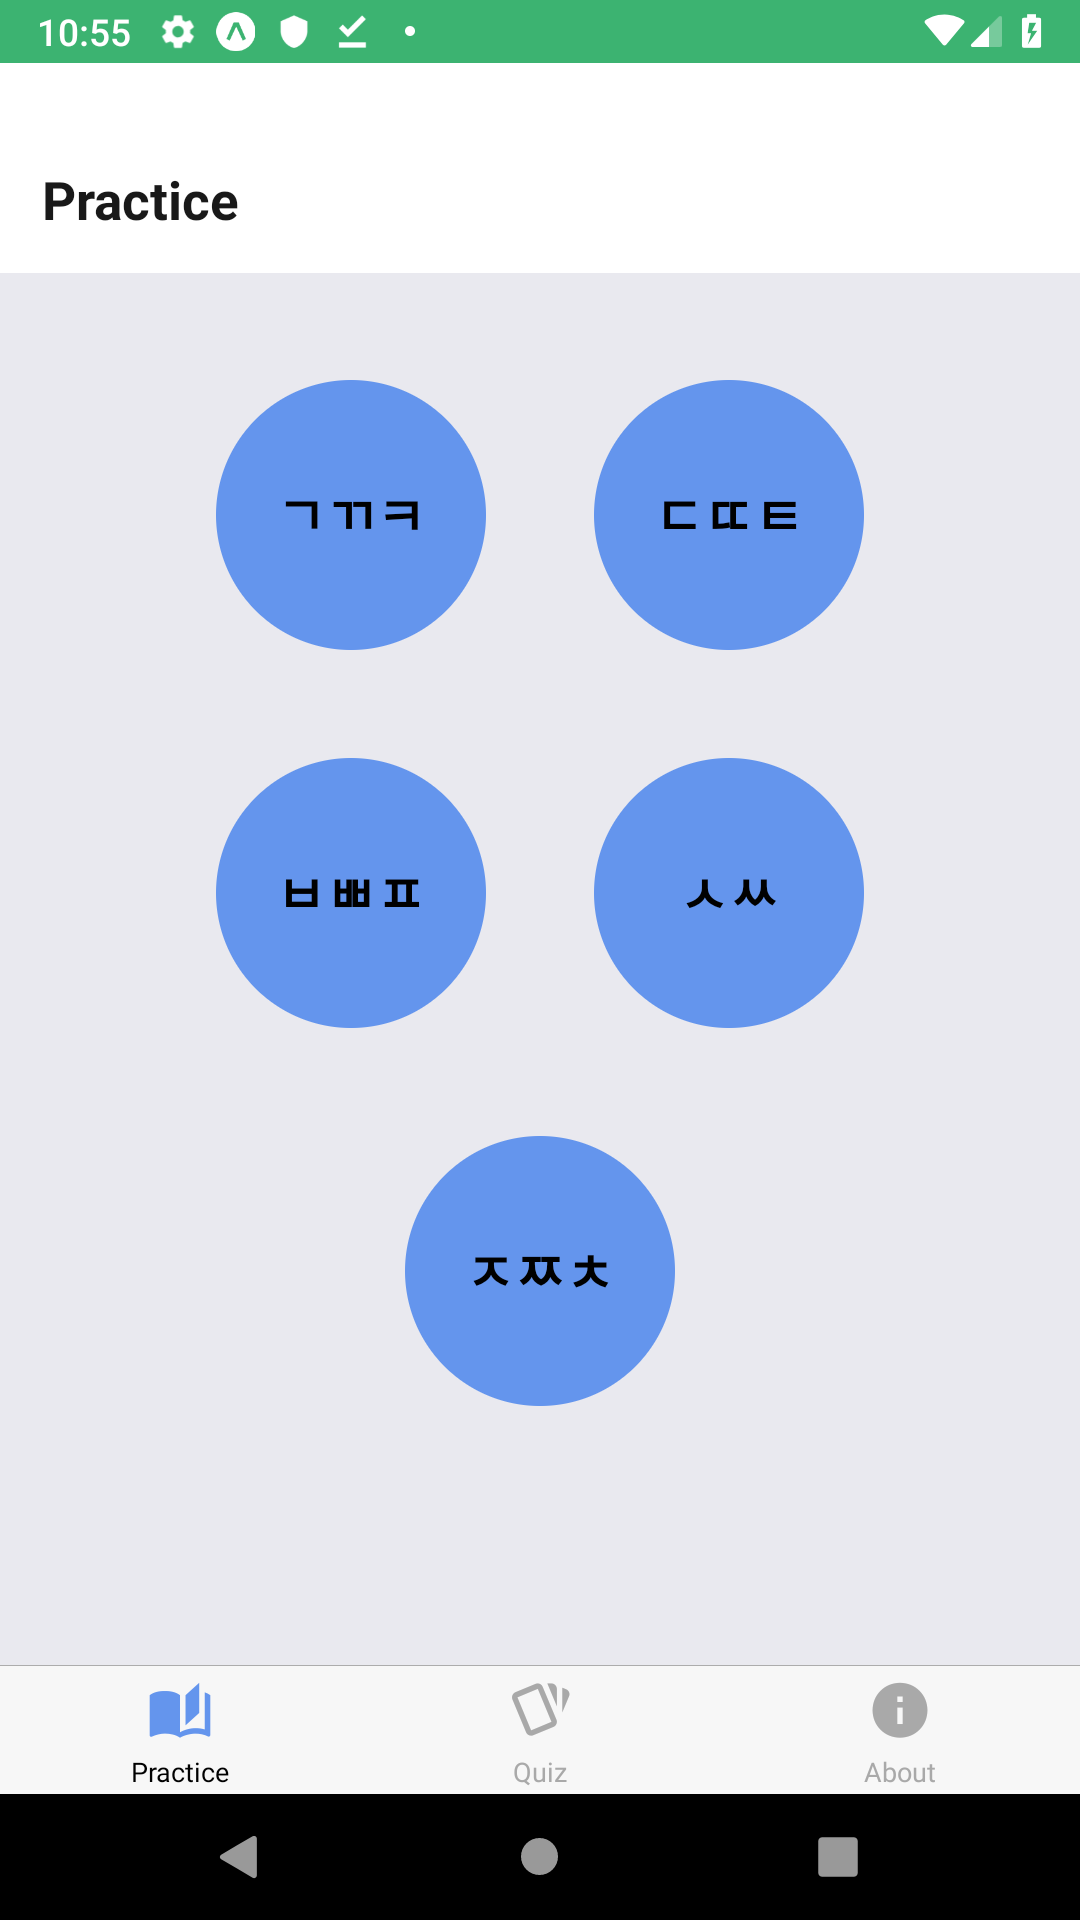 10:55
Practice
ㄱ ㄲ ㅋ
ㄷ ㄸ ㅌ
ㅂ ㅃ ㅍ
ㅅ ㅆ
ㅈ ㅉ ㅊ
Practice
Quiz
About